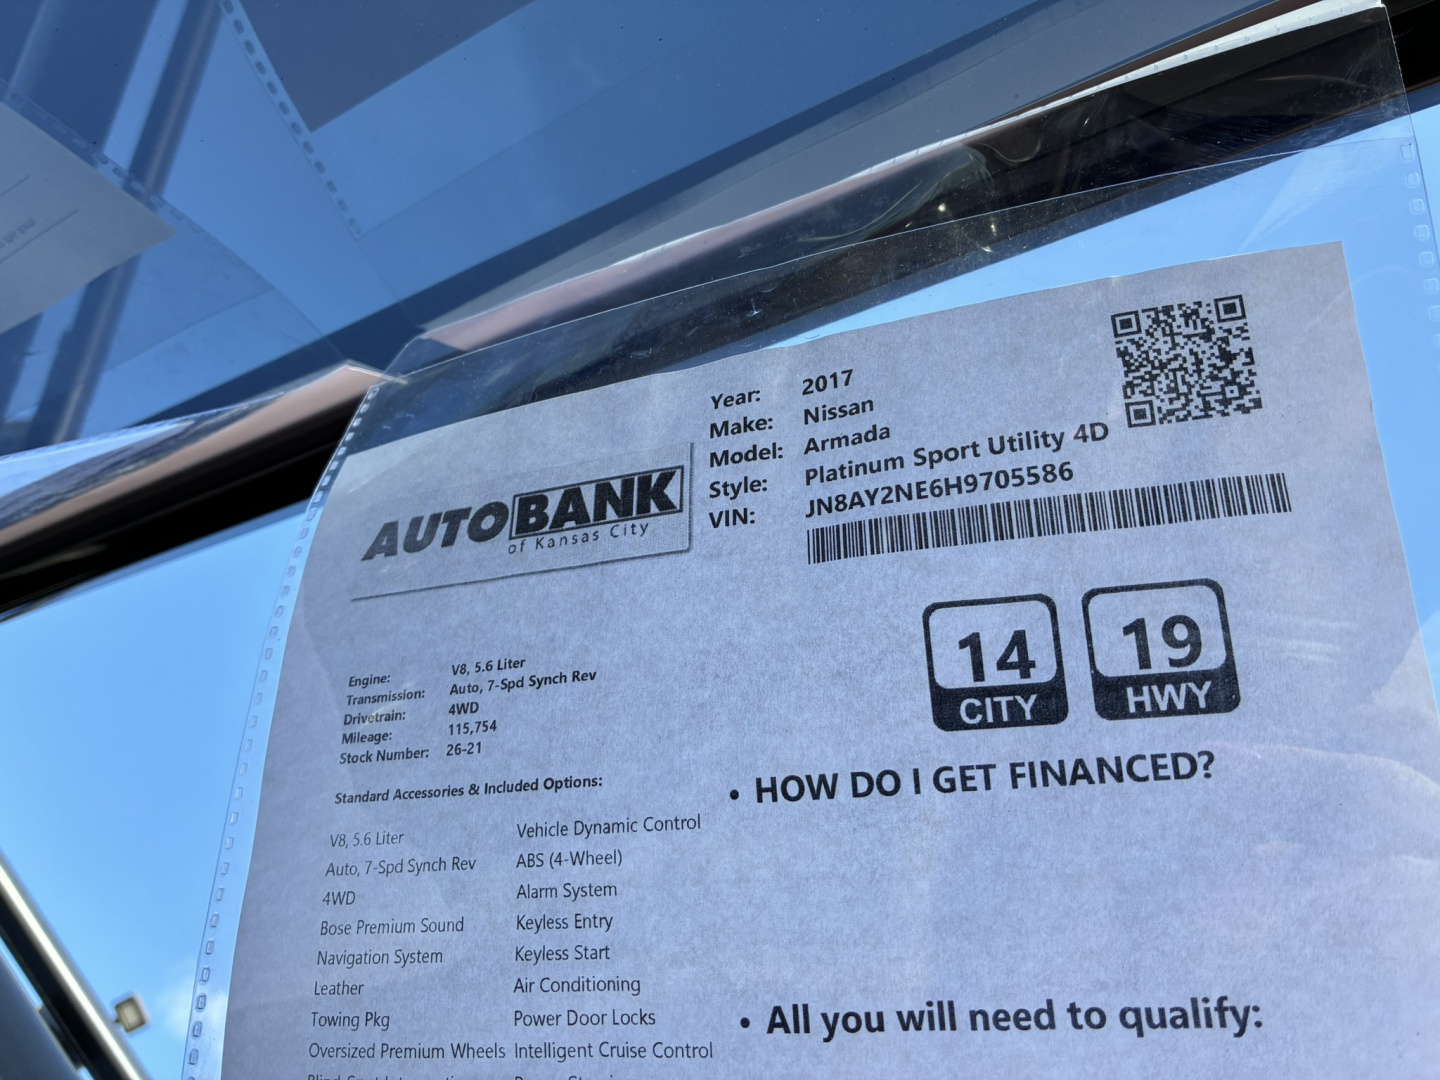 Year: 2017
Make: Nissan
Model: Armada
Style: Platinum Sport Utility 4D
VIN: JN8AY2NE6H9705586
AUTOBANK
of Kansas City
14
CITY
19
HWY
Engine: V8, 5.6 Liter
Transmission: Auto, 7-Spd Synch Rev
Drivetrain: 4WD
Mileage: 115,754
Stock Number: 26-21
Standard Accessories & Included Options:
V8, 5.6 Liter
Auto, 7-Spd Synch Rev
4WD
Bose Premium Sound
Navigation System
Leather
Towing Pkg
Oversized Premium Wheels
Vehicle Dynamic Control
ABS (4-Wheel)
Alarm System
Keyless Entry
Keyless Start
Air Conditioning
Power Door Locks
Intelligent Cruise Control
• HOW DO I GET FINANCED?
• All you will need to qualify: